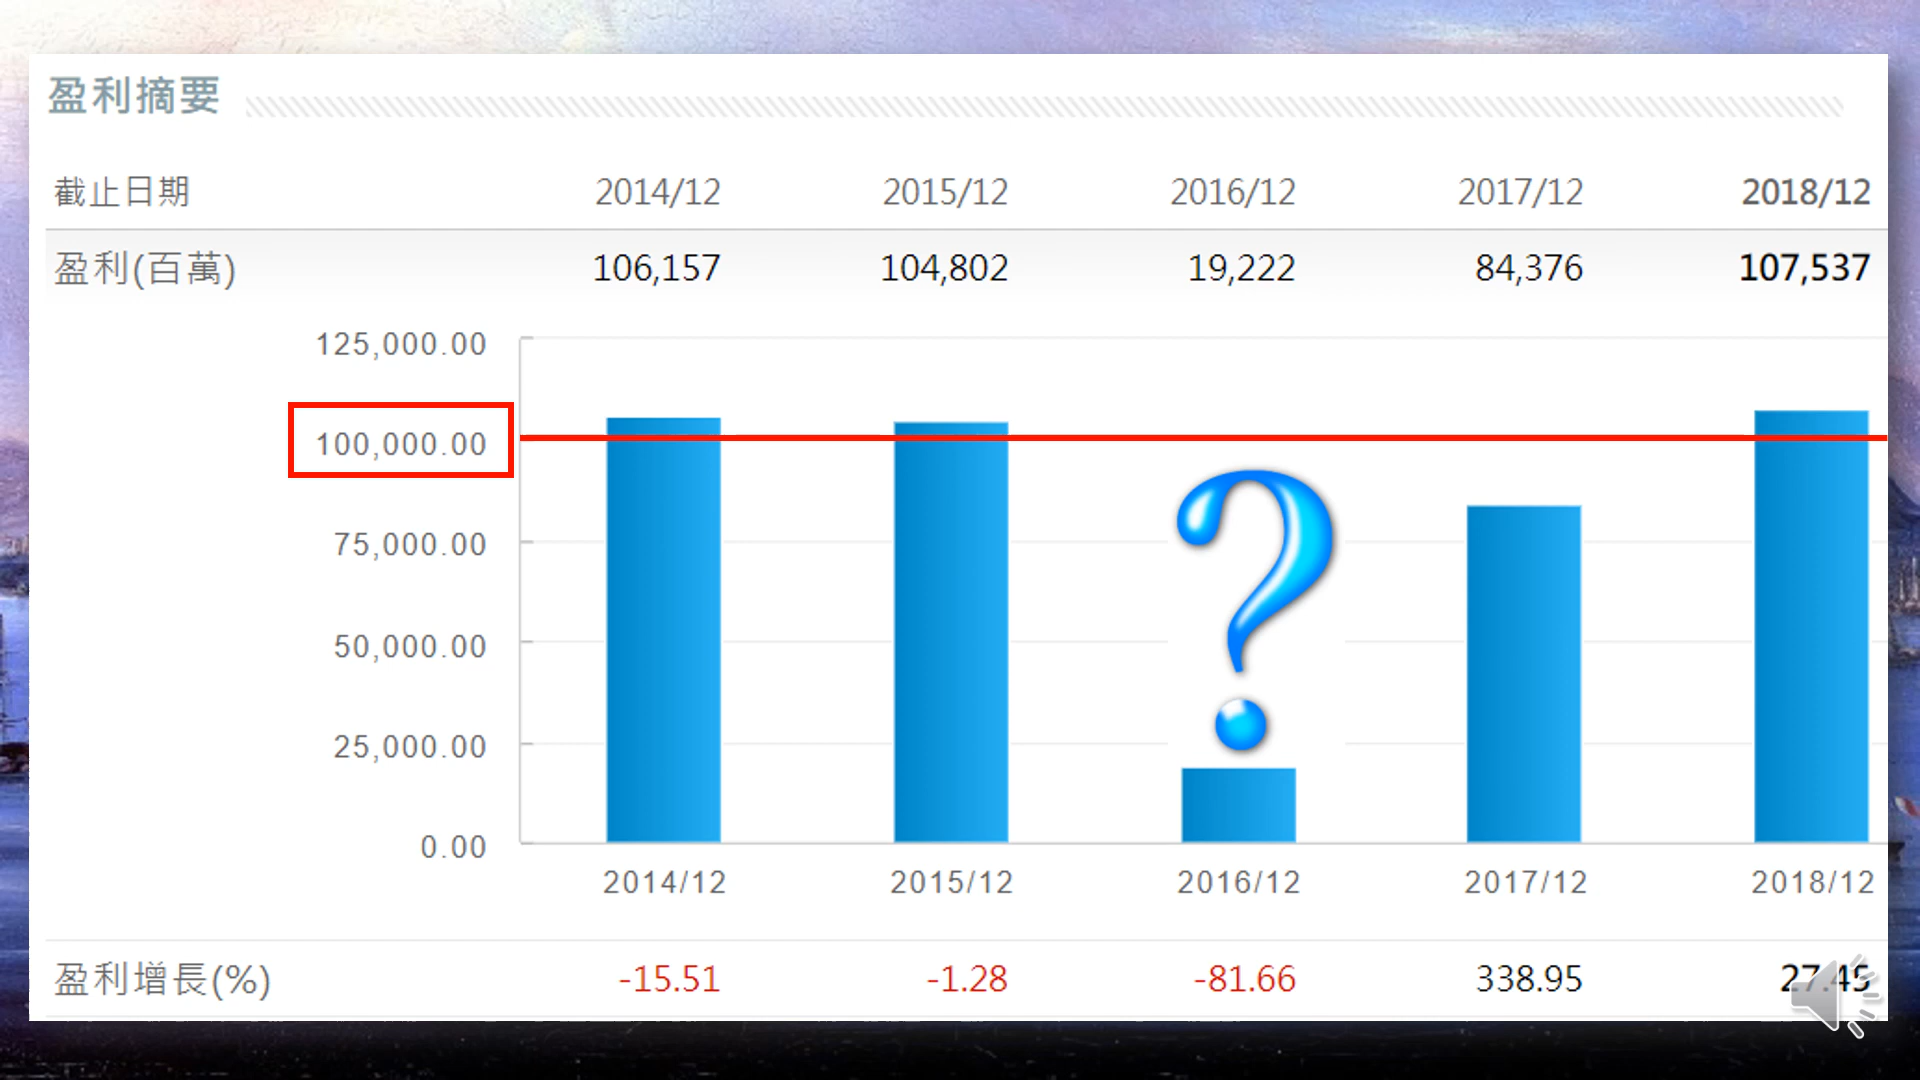 盈利摘要
截止日期 2014/12 2015/12 2016/12 2017/12 2018/12
盈利(百萬) 106,157 104,802 19,222 84,376 107,537
125,000.00
100,000.00
75,000.00
50,000.00
25,000.00
0.00
?
2014/12 2015/12 2016/12 2017/12 2018/12
盈利增長(%) -15.51 -1.28 -81.66 338.95 27.45